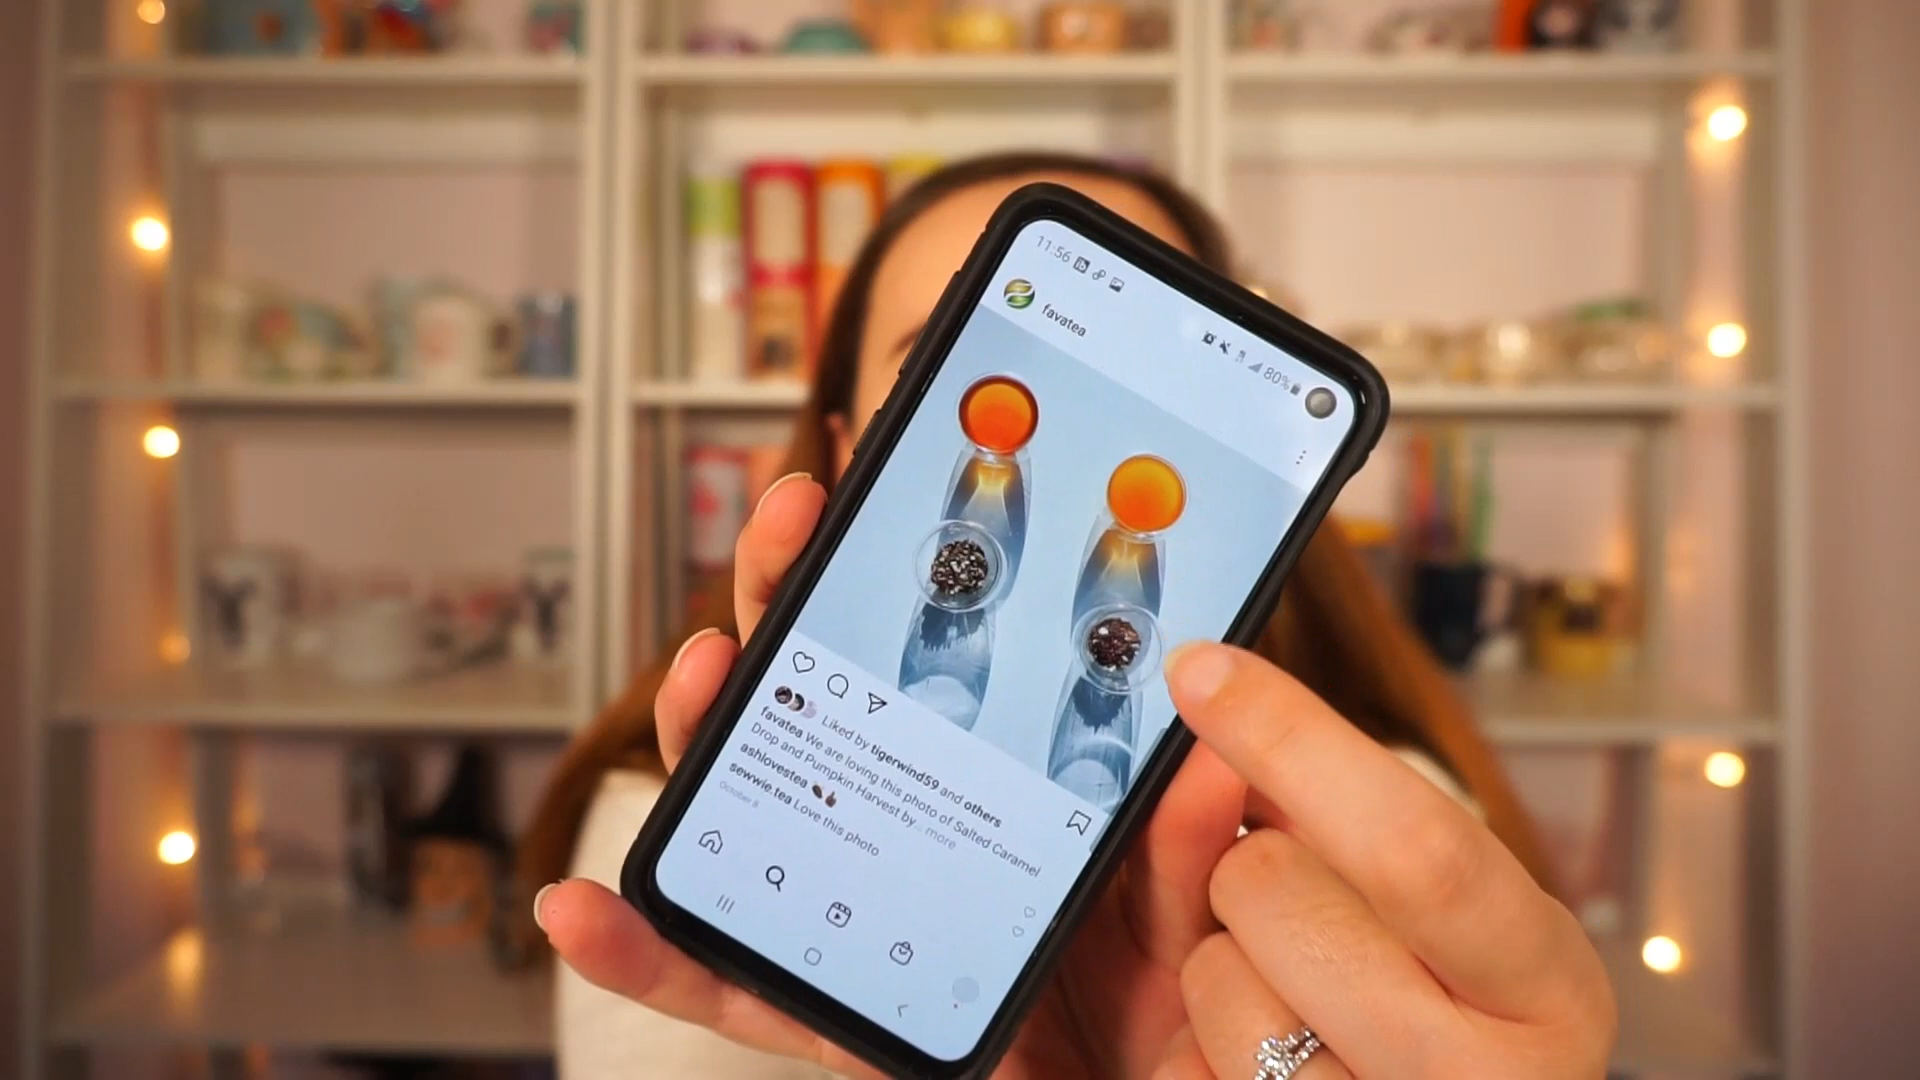 11:56
80%
favatea
Liked by tigerwind59 and others
favatea We are loving this photo of Salted Caramel
Drop and Pumpkin Harvest by... more
ashlovestea
sewwie.tea Love this photo
October 8